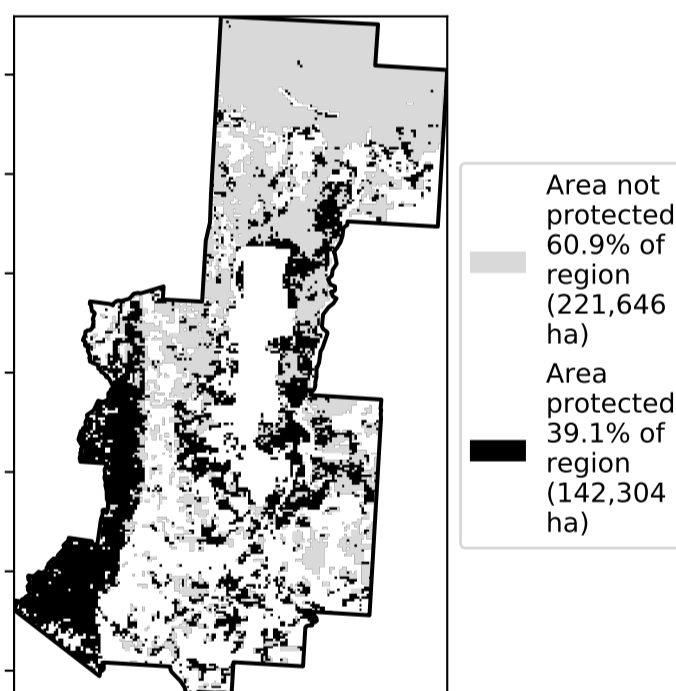 Area not
protected
60.9% of
region
(221,646
ha)
Area
protected
39.1% of
region
(142,304
ha)